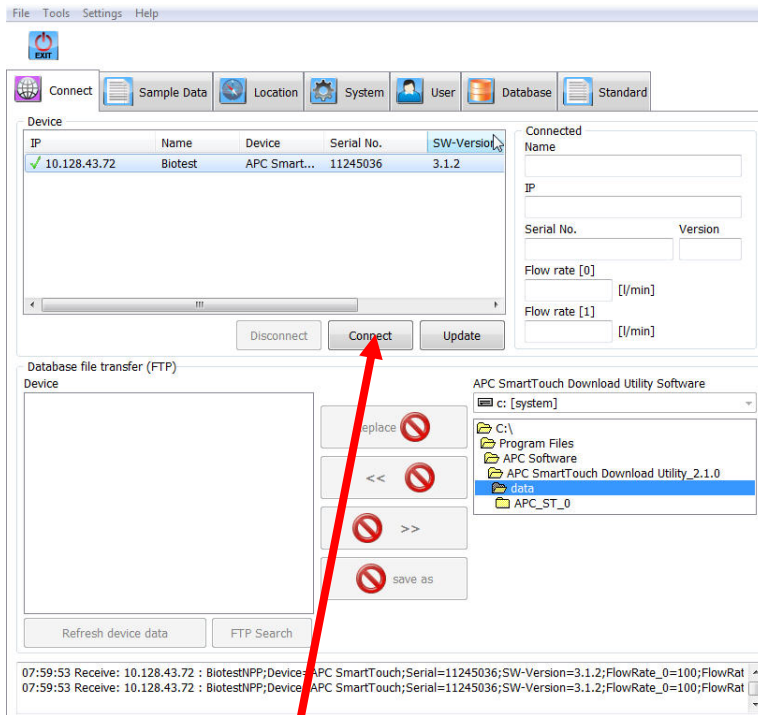 File Tools Settings Help
EXIT
Connect Sample Data Location System User Database Standard
Device
IP Name Device Serial No. SW-Version
10.128.43.72 Biotest APC Smart... 11245036 3.1.2
Connected
Name
IP
Serial No. Version
Flow rate [0]
[l/min]
Flow rate [1]
[l/min]
Disconnect Connect Update
Database file transfer (FTP)
Device
APC SmartTouch Download Utility Software
c: [system]
C:\
Program Files
APC Software
APC SmartTouch Download Utility_2.1.0
data
APC_ST_0
eplace
<<
>>
save as
Refresh device data FTP Search
07:59:53 Receive: 10.128.43.72 : BiotestNPP;Device=APC SmartTouch;Serial=11245036;SW-Version=3.1.2;FlowRate_0=100;FlowRat
07:59:53 Receive: 10.128.43.72 : BiotestNPP;Device=APC SmartTouch;Serial=11245036;SW-Version=3.1.2;FlowRate_0=100;FlowRat